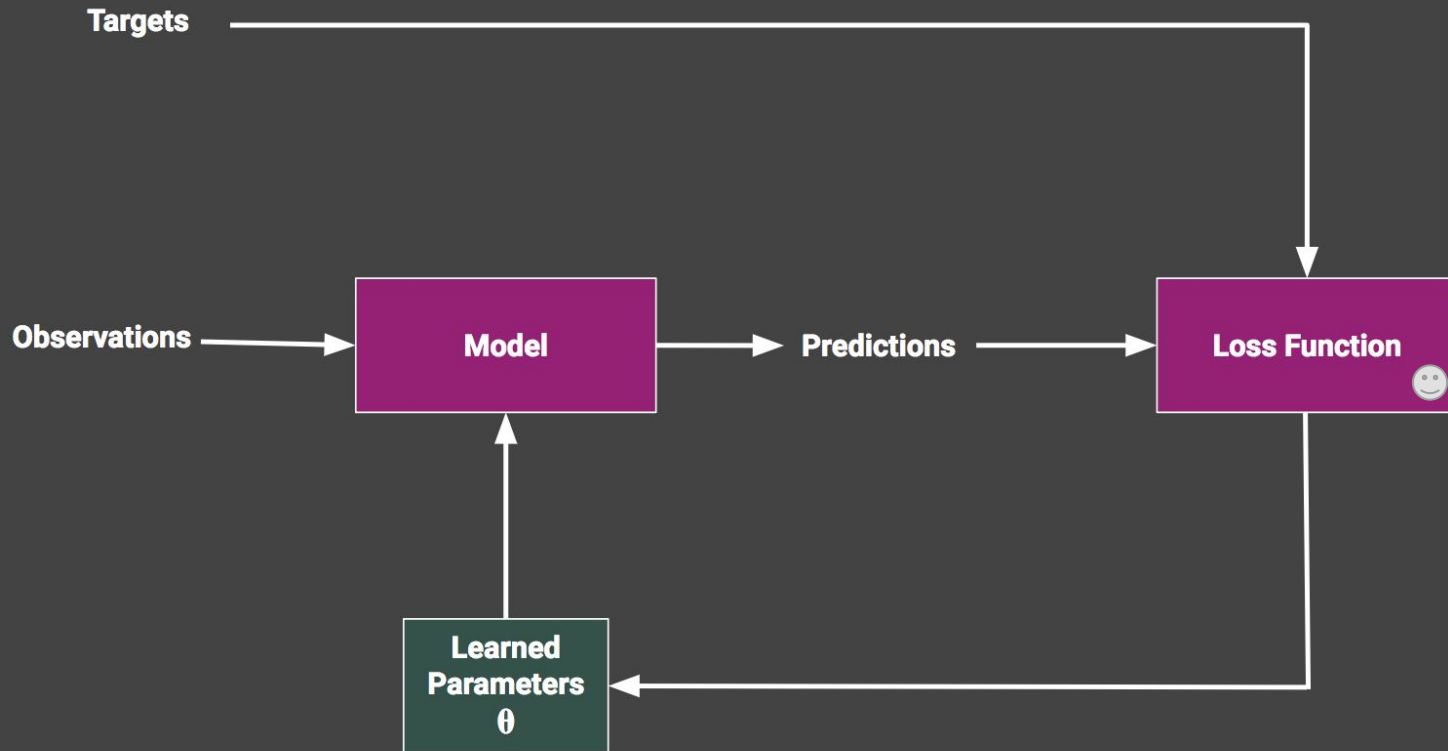 Targets
Observations
Model
Predictions
Loss Function
Learned
Parameters
θ